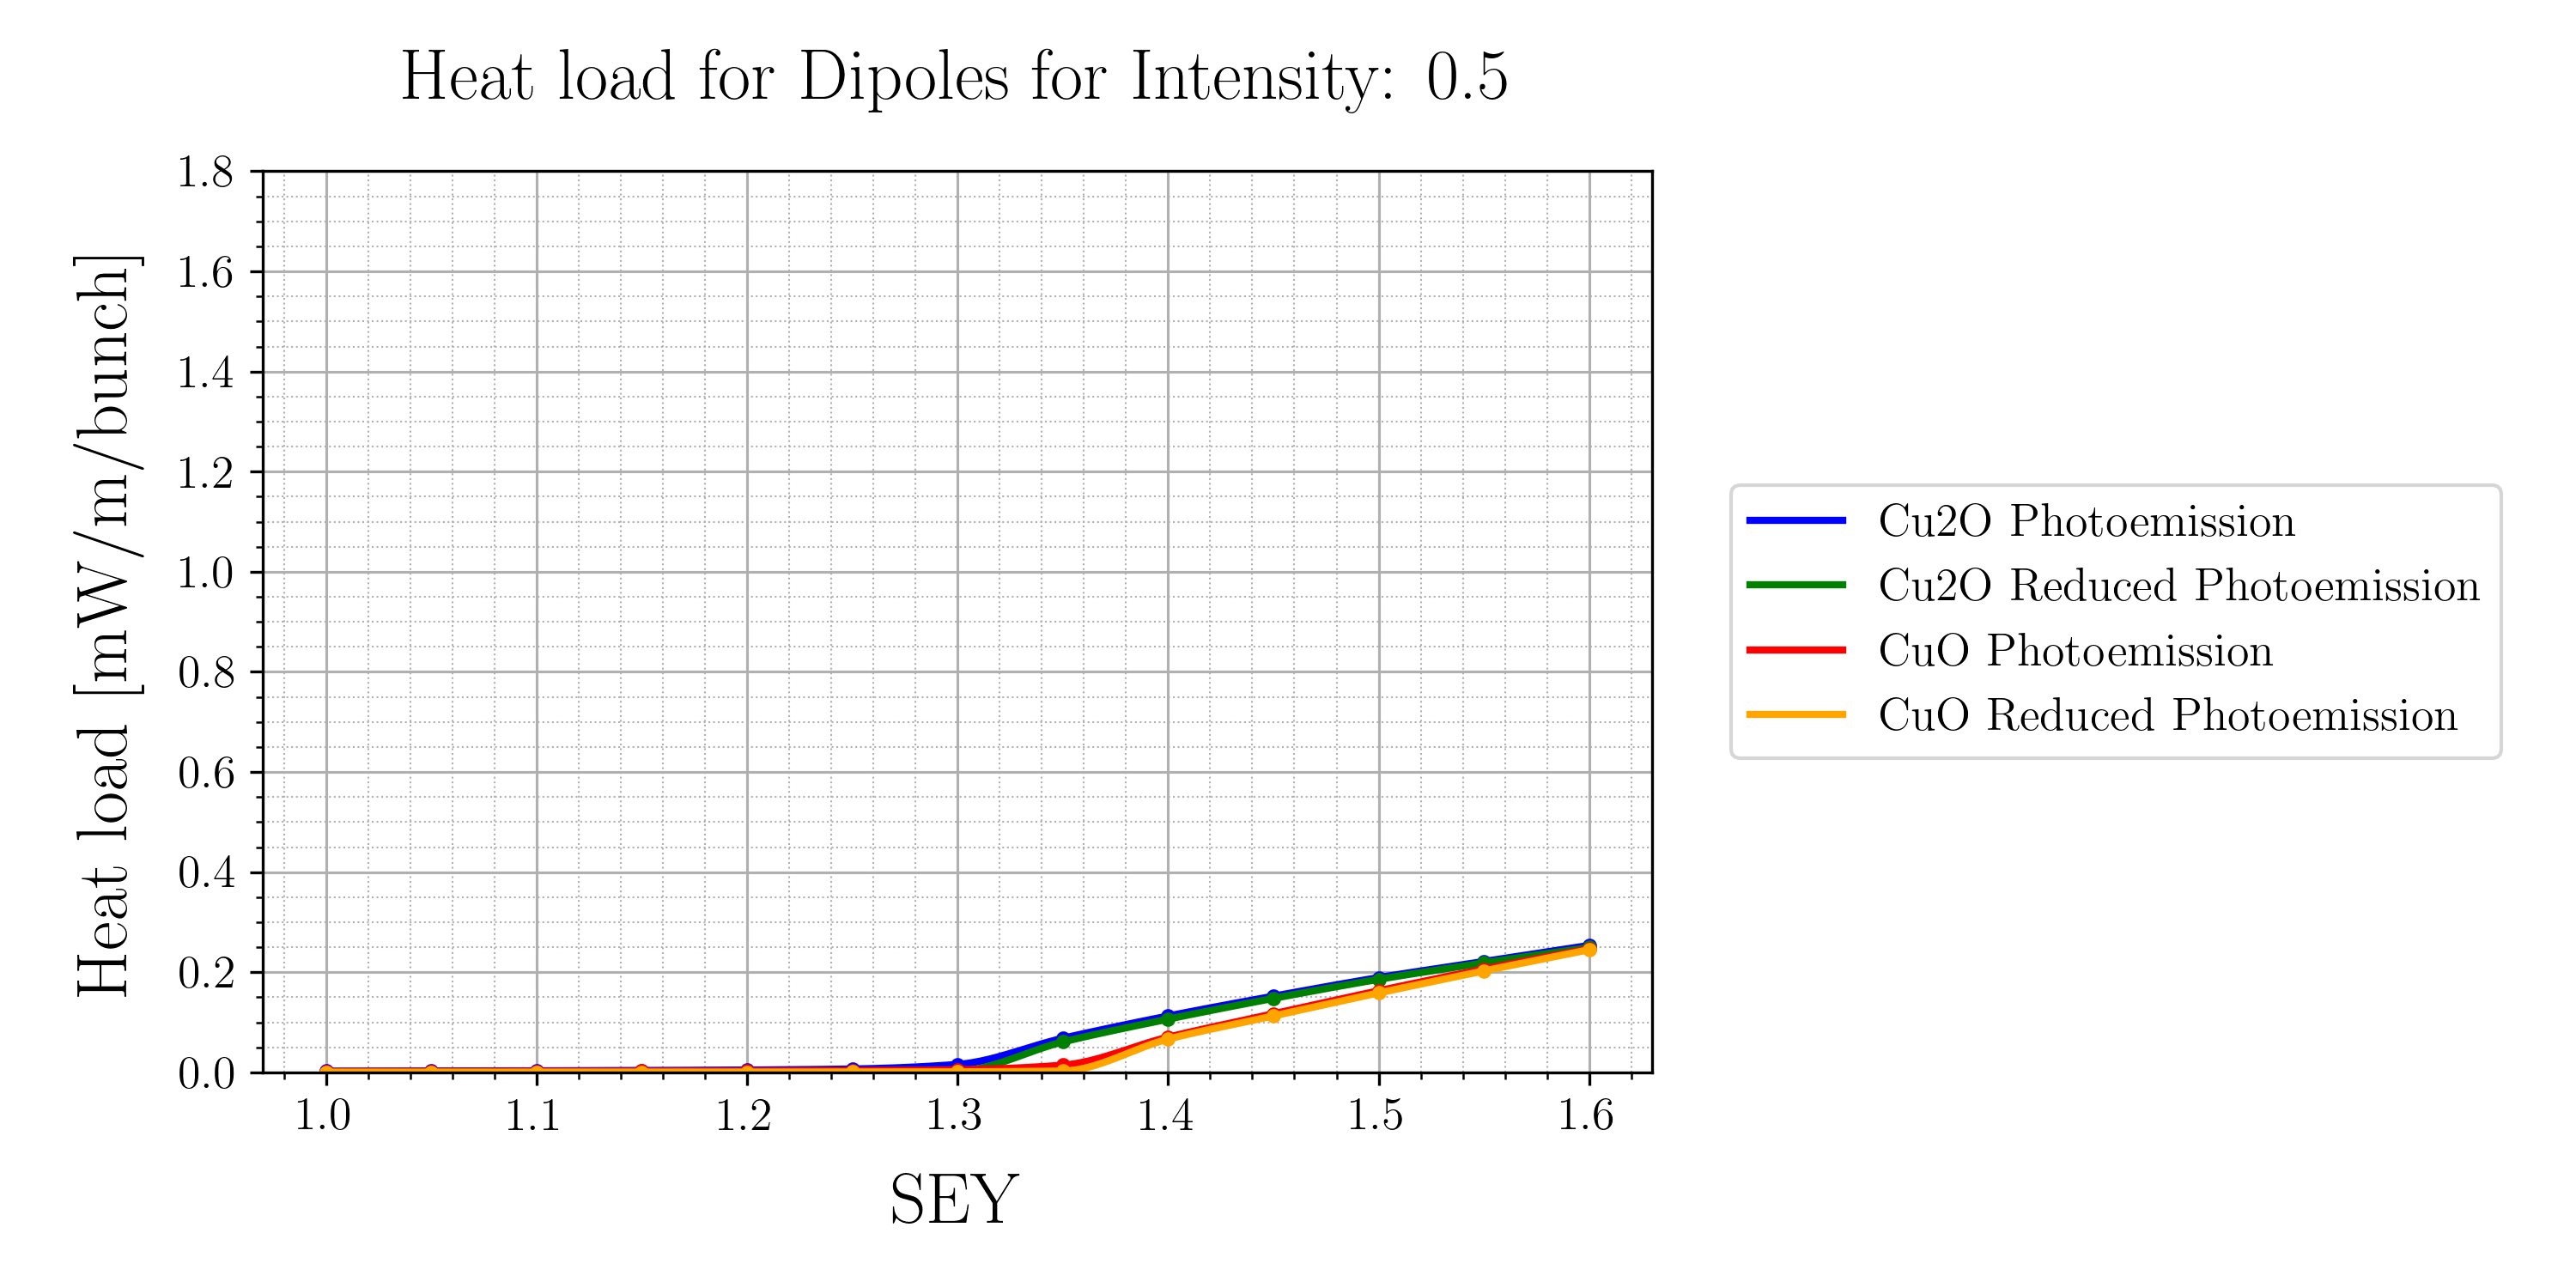 Heat load for Dipoles for Intensity: 0.5
Heat load [mW/m/bunch]
1.8
1.6
1.4
1.2
1.0
0.8
0.6
0.4
0.2
0.0
1.0 1.1 1.2 1.3 1.4 1.5 1.6
SEY
Cu2O Photoemission
Cu2O Reduced Photoemission
CuO Photoemission
CuO Reduced Photoemission